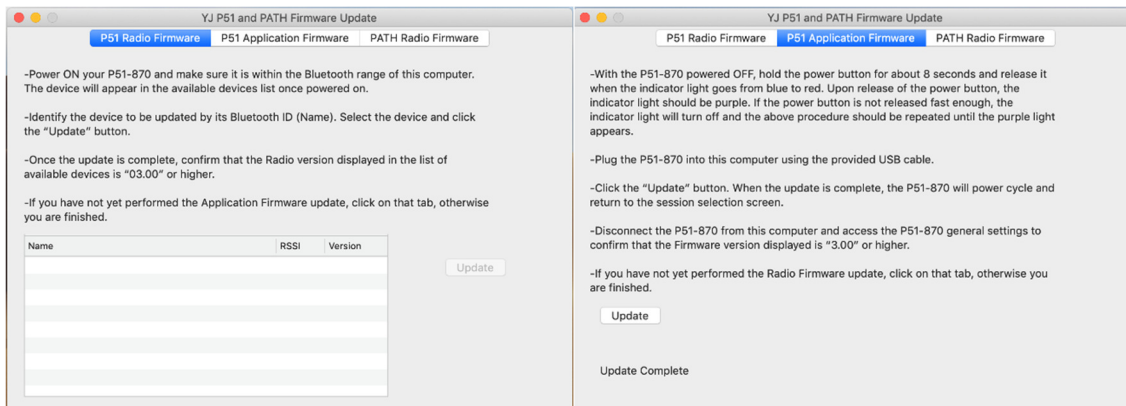 YJ P51 and PATH Firmware Update
P51 Radio Firmware P51 Application Firmware PATH Radio Firmware
-Power ON your P51-870 and make sure it is within the Bluetooth range of this computer.
The device will appear in the available devices list once powered on.
-Identify the device to be updated by its Bluetooth ID (Name). Select the device and click
the “Update” button.
-Once the update is complete, confirm that the Radio version displayed in the list of
available devices is “03.00” or higher.
-If you have not yet performed the Application Firmware update, click on that tab, otherwise
you are finished.
Name RSSI Version
Update
YJ P51 and PATH Firmware Update
P51 Radio Firmware P51 Application Firmware PATH Radio Firmware
-With the P51-870 powered OFF, hold the power button for about 8 seconds and release it
when the indicator light goes from blue to red. Upon release of the power button, the
indicator light should be purple. If the power button is not released fast enough, the
indicator light will turn off and the above procedure should be repeated until the purple light
appears.
-Plug the P51-870 into this computer using the provided USB cable.
-Click the “Update” button. When the update is complete, the P51-870 will power cycle and
return to the session selection screen.
-Disconnect the P51-870 from this computer and access the P51-870 general settings to
confirm that the Firmware version displayed is “3.00” or higher.
-If you have not yet performed the Radio Firmware update, click on that tab, otherwise you
are finished.
Update
Update Complete